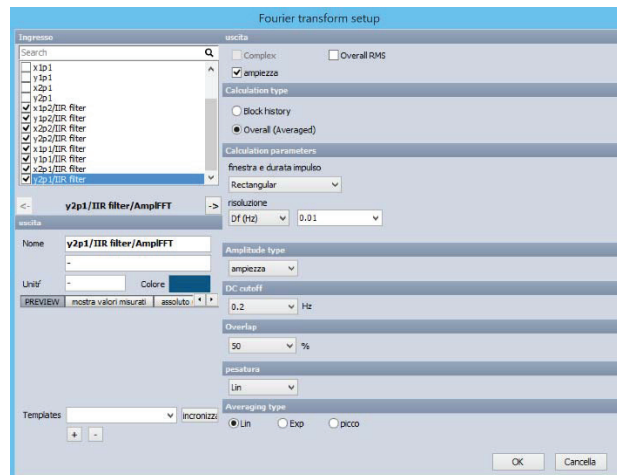 Fourier transform setup
Ingresso
Search
x1p1
y1p1
x2p1
y2p1
x1p2/IIR filter
y1p2/IIR filter
x2p2/IIR filter
y2p2/IIR filter
x1p1/IIR filter
y1p1/IIR filter
x2p1/IIR filter
y2p1/IIR filter
<- y2p1/IIR filter/AmplFFT ->
uscita
Nome y2p1/IIR filter/AmplFFT
-
Unit/ - Colore
PREVIEW mostra valori misurati assoluto
Templates incronizza
+ -
uscita
Complex Overall RMS
ampiezza
Calculation type
Block history
Overall (Averaged)
Calculation parameters
finestra e durata impulso
Rectangular
risoluzione
Df (Hz) 0.01
Amplitude type
ampiezza
DC cutoff
0.2 Hz
Overlap
50 %
pesatura
Lin
Averaging type
Lin Exp picco
OK Cancella